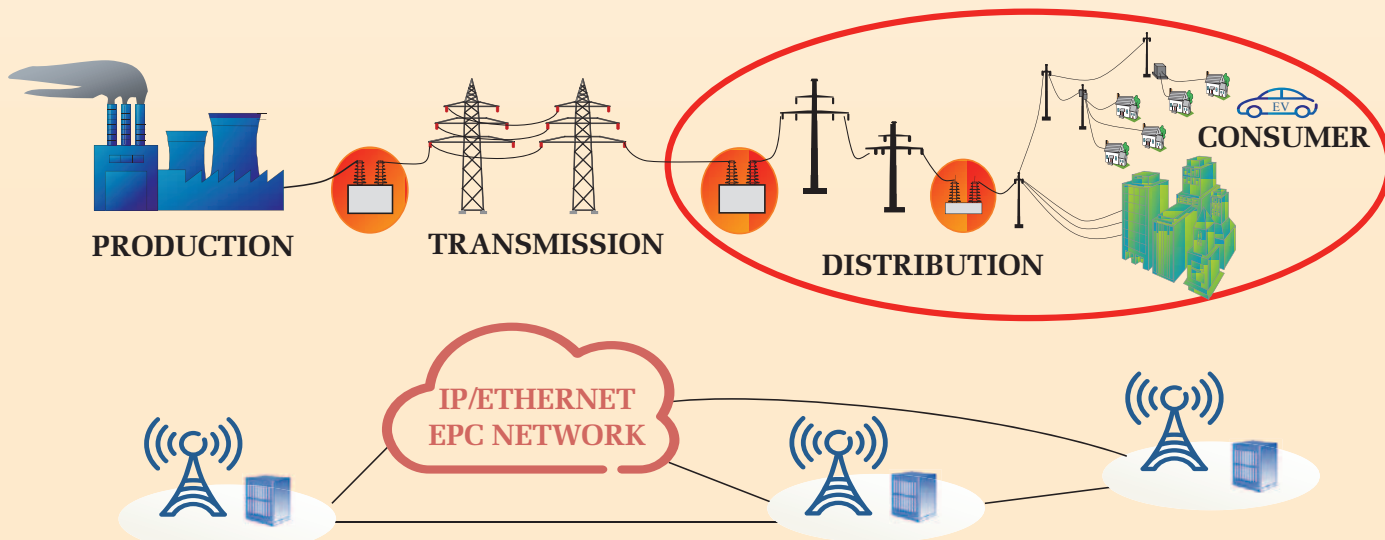 EV
CONSUMER
PRODUCTION
TRANSMISSION
DISTRIBUTION
IP/ETHERNET
EPC NETWORK